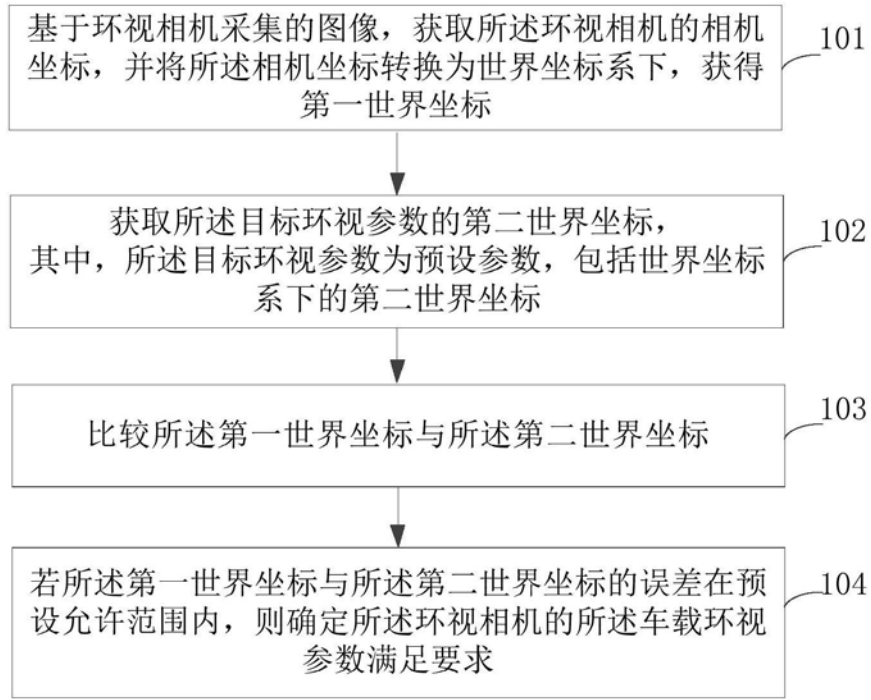 基于环视相机采集的图像，获取所述环视相机的相机
坐标，并将所述相机坐标转换为世界坐标系下，获得
第一世界坐标
101
获取所述目标环视参数的第二世界坐标，
其中，所述目标环视参数为预设参数，包括世界坐标
系下的第二世界坐标
102
比较所述第一世界坐标与所述第二世界坐标
103
若所述第一世界坐标与所述第二世界坐标的误差在预
设允许范围内，则确定所述环视相机的所述车载环视
参数满足要求
104